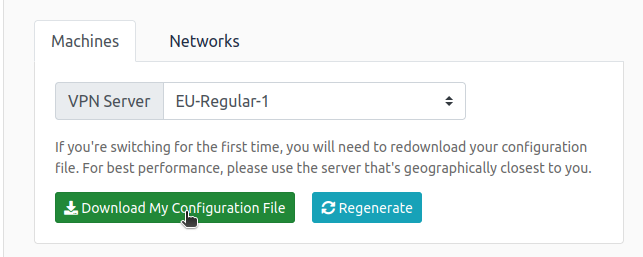 Machines Networks
VPN Server EU-Regular-1
If you're switching for the first time, you will need to redownload your configuration
file. For best performance, please use the server that's geographically closest to you.
Download My Configuration File Regenerate